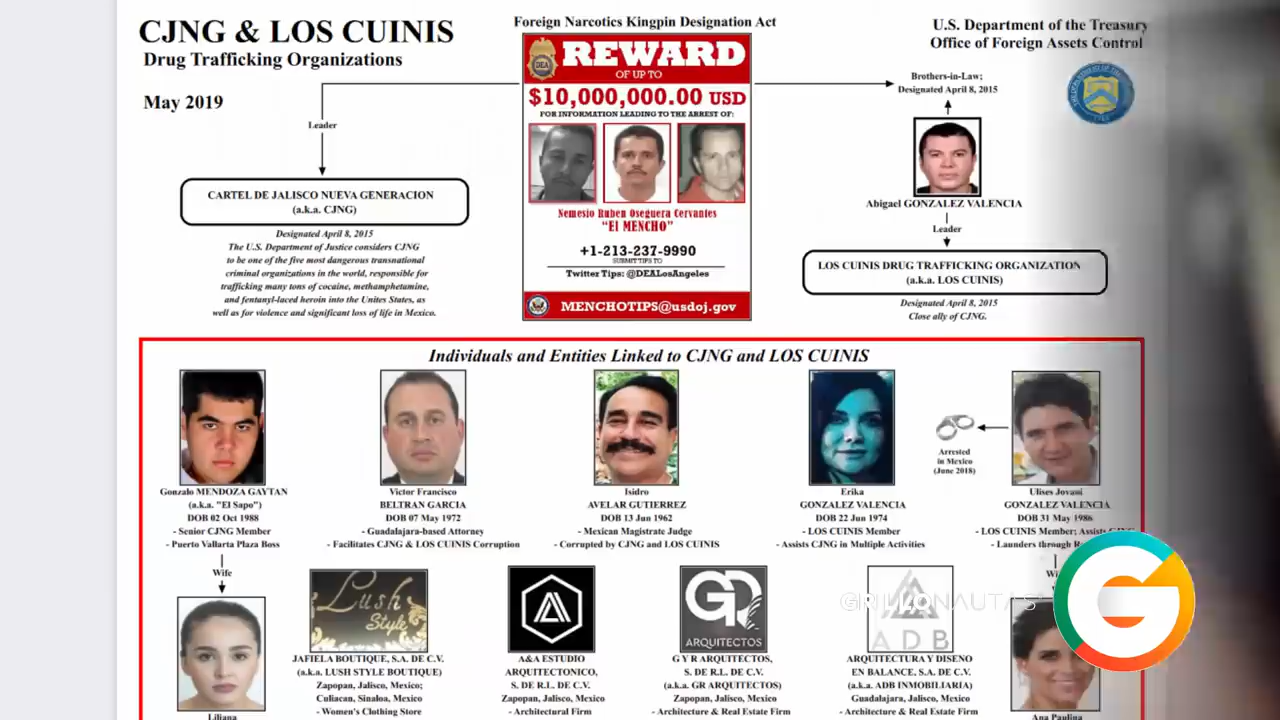 CJNG & LOS CUINIS
Drug Trafficking Organizations
May 2019
Foreign Narcotics Kingpin Designation Act
U.S. Department of the Treasury
Office of Foreign Assets Control
DEA
REWARD
OF UP TO
$10,000,000.00 USD
FOR INFORMATION LEADING TO THE ARREST OF:
Nemesio Ruben Oseguera Cervantes
"El MENCHO"
+1-213-237-9990
SUBMIT TIPS TO
Twitter Tips: @DEALosAngeles
MENCHOTIPS@usdoj.gov
Leader
CARTEL DE JALISCO NUEVA GENERACION
(a.k.a. CJNG)
Designated April 8, 2015
The U.S. Department of Justice considers CJNG
to be one of the five most dangerous transnational
criminal organizations in the world, responsible for
trafficking many tons of cocaine, methamphetamine,
and fentanyl-laced heroin into the Unites States, as
well as for violence and significant loss of life in Mexico.
Brothers-in-Law;
Designated April 8, 2015
Abigael GONZALEZ VALENCIA
Leader
LOS CUINIS DRUG TRAFFICKING ORGANIZATION
(a.k.a. LOS CUINIS)
Designated April 8, 2015
Close ally of CJNG.
Individuals and Entities Linked to CJNG and LOS CUINIS
Gonzalo MENDOZA GAYTAN
(a.k.a. "El Sapo")
DOB 02 Oct 1988
- Senior CJNG Member
- Puerto Vallarta Plaza Boss
Victor Francisco
BELTRAN GARCIA
DOB 07 May 1972
- Guadalajara-based Attorney
- Facilitates CJNG & LOS CUINIS Corruption
Isidro
AVELAR GUTIERREZ
DOB 13 Jun 1962
- Mexican Magistrate Judge
- Corrupted by CJNG and LOS CUINIS
Erika
GONZALEZ VALENCIA
DOB 22 Jun 1974
- LOS CUINIS Member
- Assists CJNG in Multiple Activities
Arrested
in Mexico
(June 2018)
Ulises Jovani
GONZALEZ VALENCIA
DOB 31 May 1986
- LOS CUINIS Member; Assists CJNG
- Launders through
Wife
Liliana
Lush
Style
JAFIELA BOUTIQUE, S.A. DE C.V.
(a.k.a. LUSH STYLE BOUTIQUE)
Zapopan, Jalisco, Mexico;
Culiacan, Sinaloa, Mexico
- Women's Clothing Store
A&A ESTUDIO
ARQUITECTONICO,
S. DE R.L. DE C.V.
Zapopan, Jalisco, Mexico
- Architectural Firm
GR
ARQUITECTOS
G Y R ARQUITECTOS,
S. DE R.L. DE C.V.
(a.k.a. GR ARQUITECTOS)
Zapopan, Jalisco, Mexico
- Architecture & Real Estate Firm
ADB
ARQUITECTURA Y DISENO
EN BALANCE, S.A. DE C.V.
(a.k.a. ADB INMOBILIARIA)
Guadalajara, Jalisco, Mexico
- Architecture & Real Estate Firm
Ana Paulina
GRILLONAUTAS
G